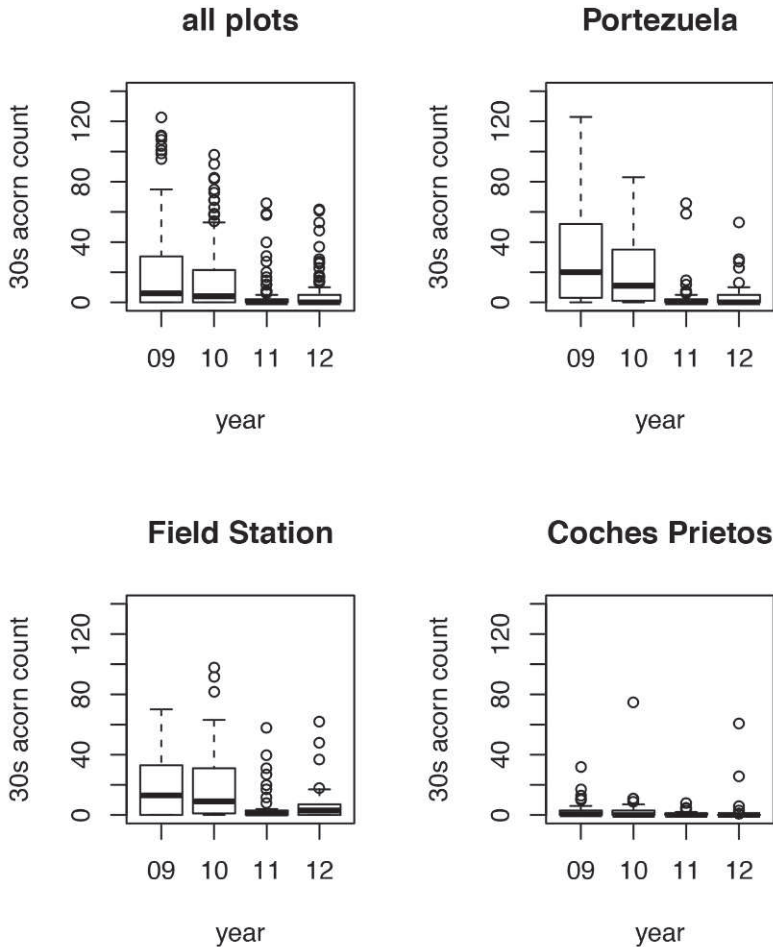 all plots
30s acorn count
120
80
40
0
09 10 11 12
year
Portezuela
30s acorn count
120
80
40
0
09 10 11 12
year
Field Station
30s acorn count
120
80
40
0
09 10 11 12
year
Coches Prietos
30s acorn count
120
80
40
0
09 10 11 12
year